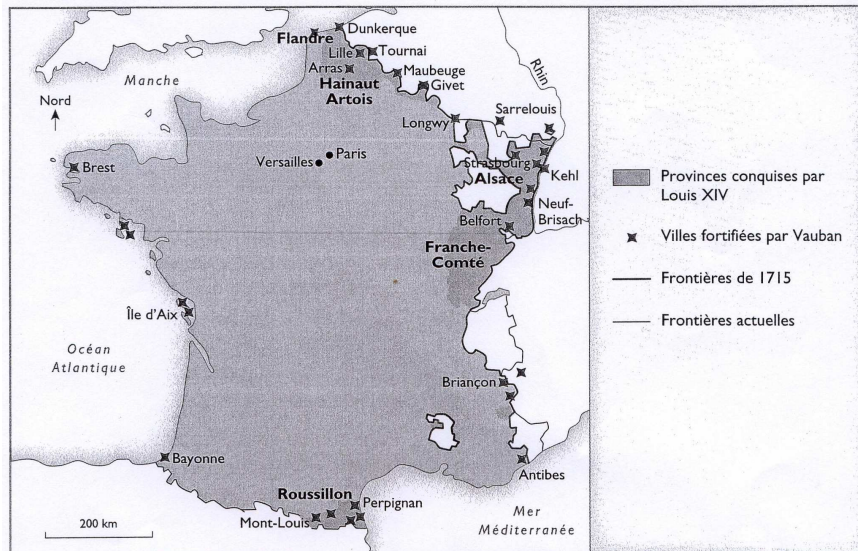 Dunkerque
Flandre
Lille
Tournai
Manche
Arras
Maubeuge
Hainaut
Artois
Givet
Rhin
Nord
Longwy
Sarrelouis
Paris
Versailles
Brest
Strasbourg
Kehl
Alsace
Neuf-
Brisach
Belfort
Franche-
Comté
Île d'Aix
Océan
Atlantique
Briançon
Bayonne
Antibes
Roussillon
Perpignan
Mont-Louis
Mer
Méditerranée
200 km
Provinces conquises par
Louis XIV
Villes fortifiées par Vauban
Frontières de 1715
Frontières actuelles